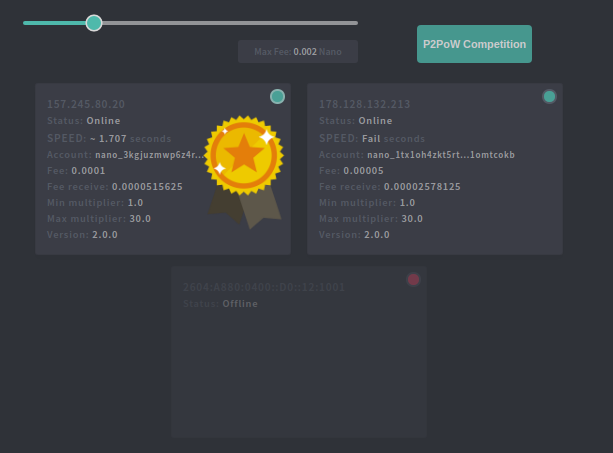 P2PoW Competition
Max Fee: 0.002 Nano
157.245.80.20
Status: Online
SPEED: ~ 1.707 seconds
Account: nano_3kgjuzmwp6z4r...
Fee: 0.0001
Fee receive: 0.0000515625
Min multiplier: 1.0
Max multiplier: 30.0
Version: 2.0.0
178.128.132.213
Status: Online
SPEED: Fail seconds
Account: nano_1tx1oh4zkt5rt...1omtcokb
Fee: 0.00005
Fee receive: 0.00002578125
Min multiplier: 1.0
Max multiplier: 30.0
Version: 2.0.0
2604:A880:0400::D0::12:1001
Status: Offline